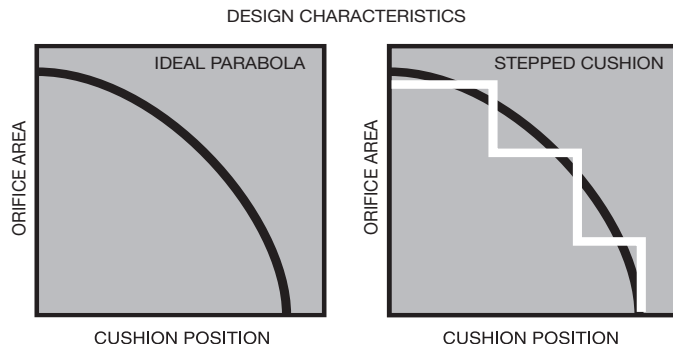 DESIGN CHARACTERISTICS
IDEAL PARABOLA
ORIFICE AREA
CUSHION POSITION
STEPPED CUSHION
ORIFICE AREA
CUSHION POSITION